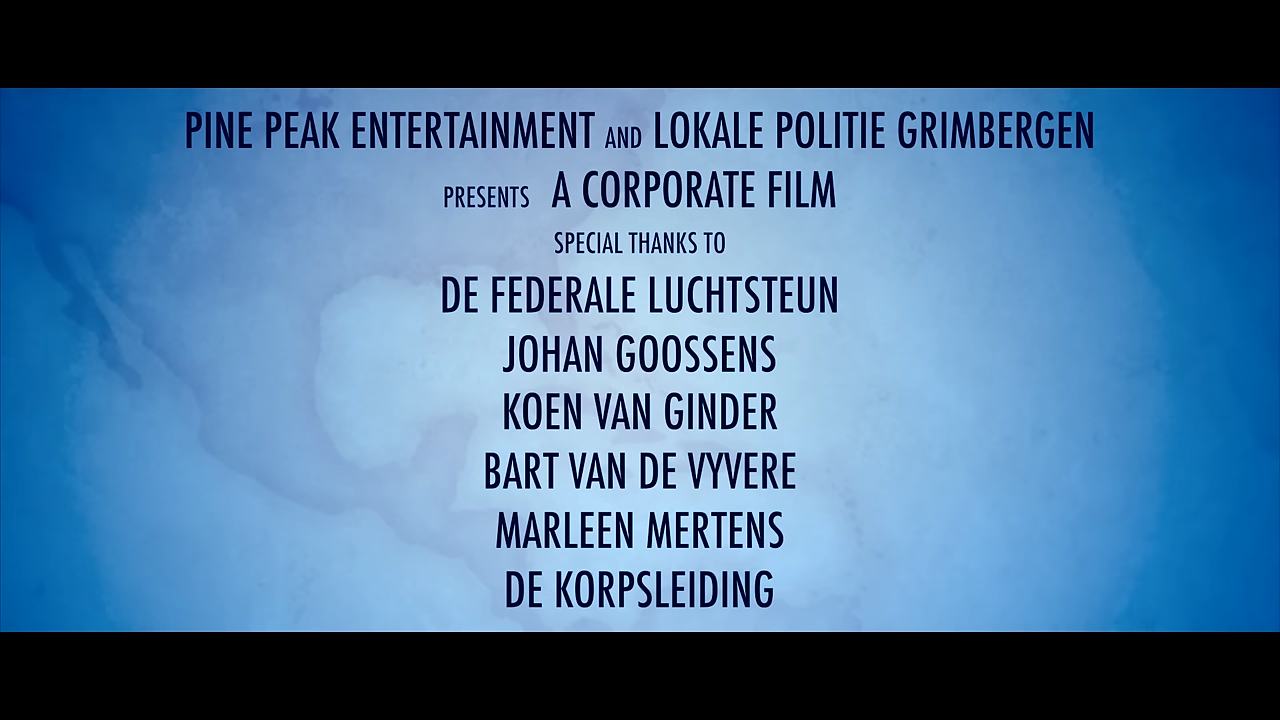 PINE PEAK ENTERTAINMENT AND LOKALE POLITIE GRIMBERGEN
PRESENTS A CORPORATE FILM
SPECIAL THANKS TO
DE FEDERALE LUCHTSTEUN
JOHAN GOOSSENS
KOEN VAN GINDER
BART VAN DE VYVERE
MARLEEN MERTENS
DE KORPSLEIDING